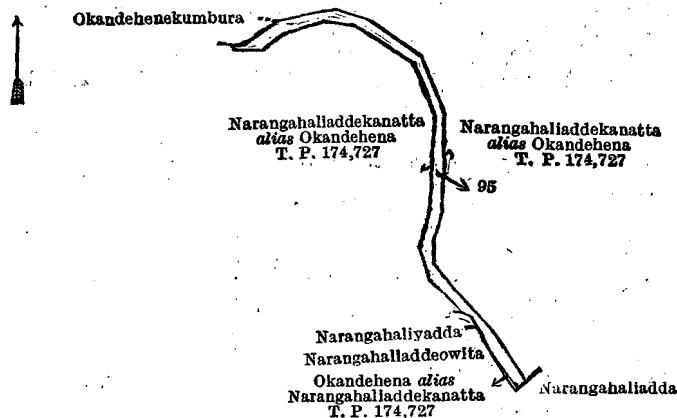 Okandehenekumbura
Narangahaliaddekanatta
alias Okandehena
T. P. 174,727
Narangahaliaddekanatta
alias Okandehena
T. P. 174,727
95
Narangahaliyadda
Narangahaliaddeowita
Okandehena alias
Narangahaliaddekanatta
T. P. 174,727
Narangahaliadda